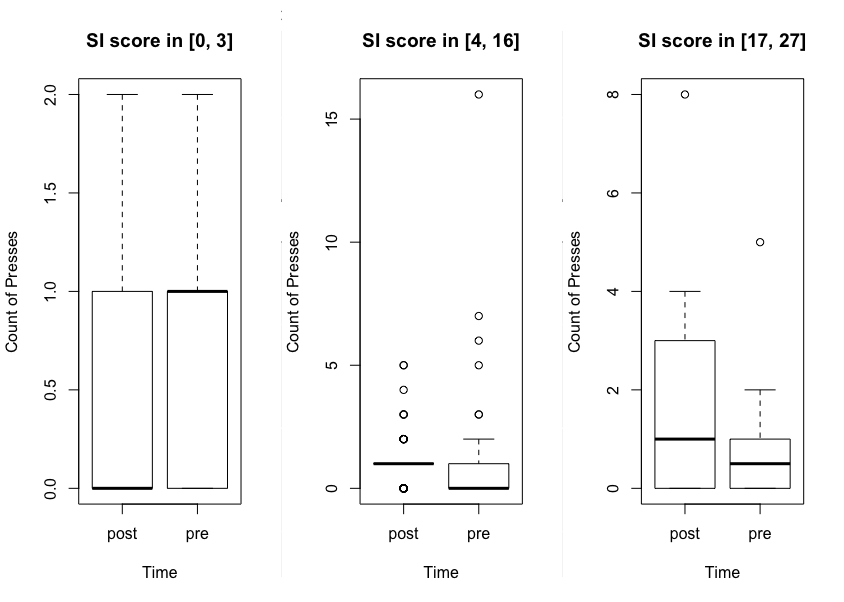 SI score in [0, 3]
2.0
1.5
1.0
0.5
0.0
Count of Presses
post pre
Time
SI score in [4, 16]
15
10
5
0
Count of Presses
post pre
Time
SI score in [17, 27]
8
6
4
2
0
Count of Presses
post pre
Time